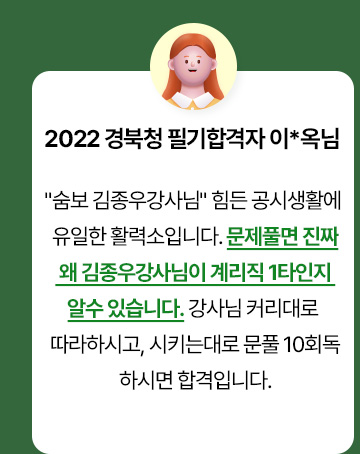 2022 경북청 필기합격자 이*옥님
"숨보 김종우강사님" 힘든 공시생활에
유일한 활력소입니다. 문제풀면 진짜
왜 김종우강사님이 계리직 1타인지
알수 있습니다. 강사님 커리대로
따라하시고, 시키는대로 문풀 10회독
하시면 합격입니다.